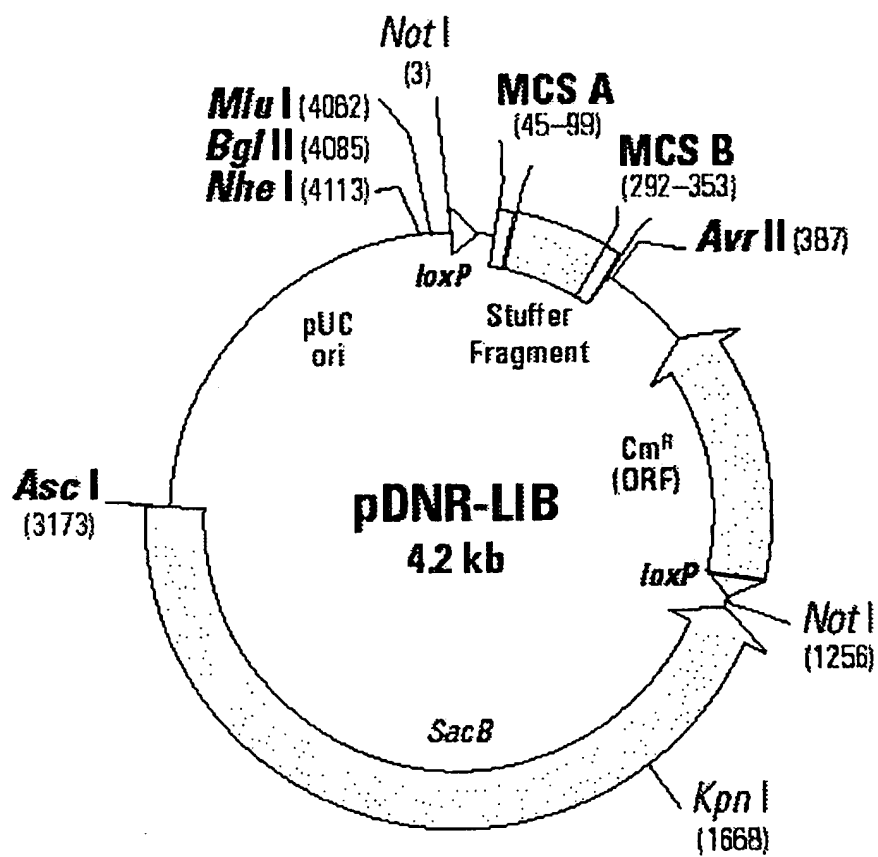 Not I
(3)
Mlu I (4062)
Bgl II (4085)
Nhe I (4113)
MCS A
(45–99)
MCS B
(292–353)
Avr II (387)
loxP
Stuffer
Fragment
pUC
ori
CmR
(ORF)
Asc I
(3173)
pDNR-LIB
4.2 kb
loxP
Not I
(1256)
SacB
Kpn I
(1668)